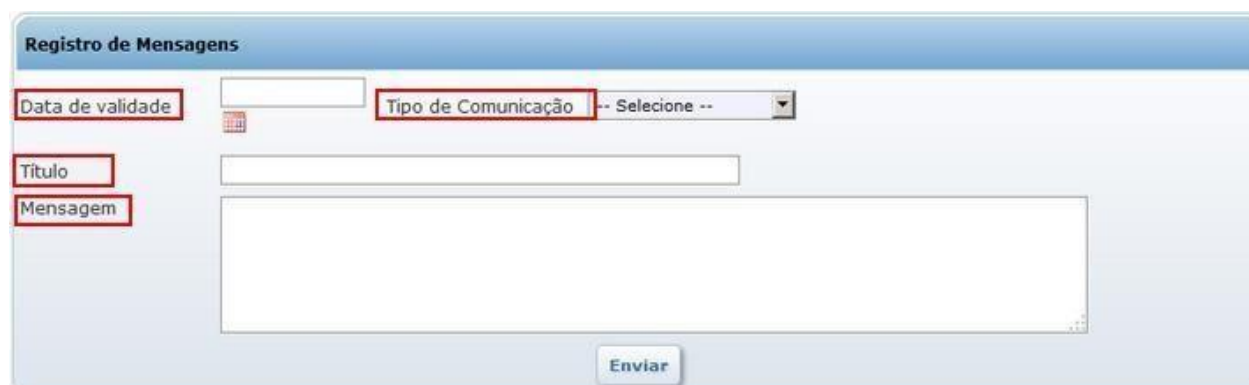 Registro de Mensagens
Data de validade
Tipo de Comunicação -- Selecione --
Título
Mensagem
Enviar